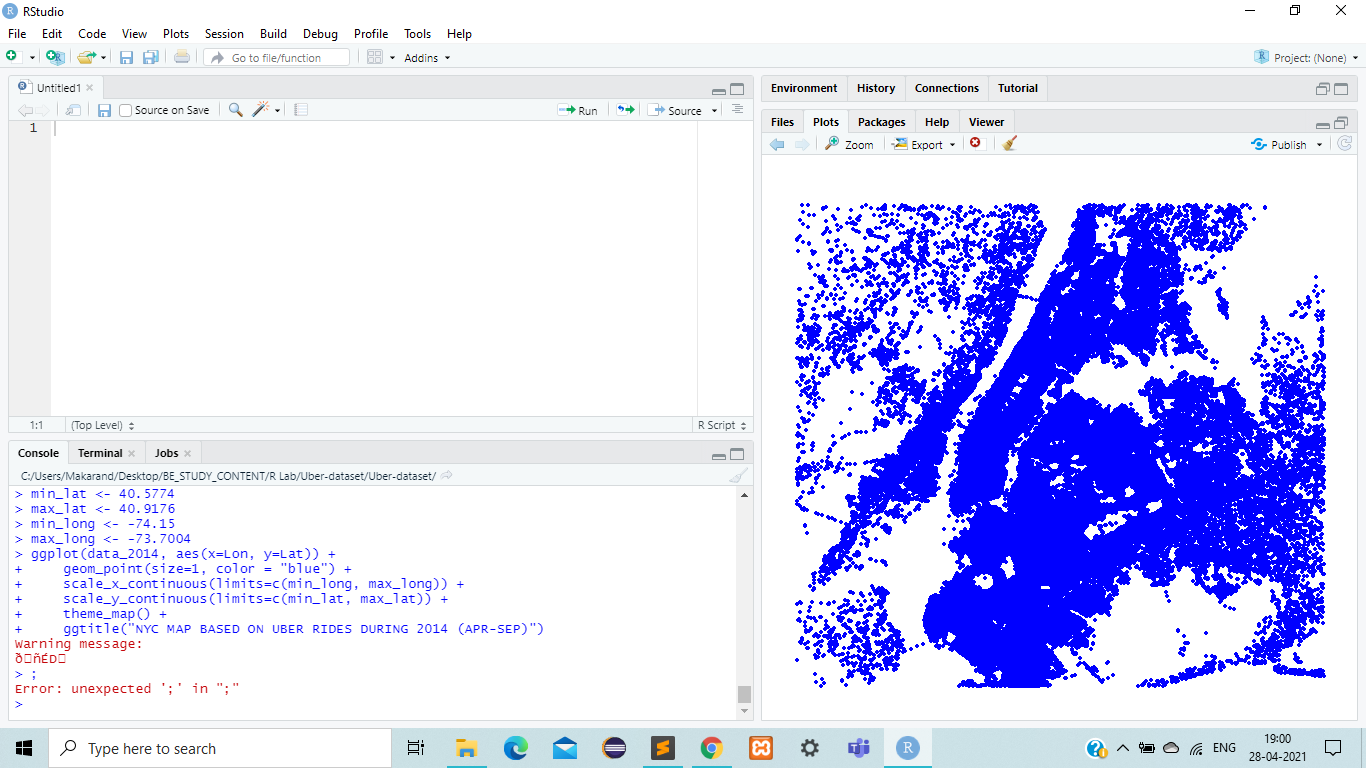 RStudio
File Edit Code View Plots Session Build Debug Profile Tools Help
Go to file/function Addins Project: (None)
Untitled1
Source on Save Run Source
1
1:1 (Top Level) R Script
Console Terminal Jobs
C:/Users/Makarand/Desktop/BE_STUDY_CONTENT/R Lab/Uber-dataset/Uber-dataset/
> min_lat <- 40.5774
> max_lat <- 40.9176
> min_long <- -74.15
> max_long <- -73.7004
> ggplot(data_2014, aes(x=Lon, y=Lat)) +
+     geom_point(size=1, color = "blue") +
+     scale_x_continuous(limits=c(min_long, max_long)) +
+     scale_y_continuous(limits=c(min_lat, max_lat)) +
+     theme_map() +
+     ggtitle("NYC MAP BASED ON UBER RIDES DURING 2014 (APR-SEP)")
Warning message:
> ;
Error: unexpected ';' in ";"
>
Environment History Connections Tutorial
Files Plots Packages Help Viewer
Zoom Export Publish
Type here to search
ENG
19:00
28-04-2021